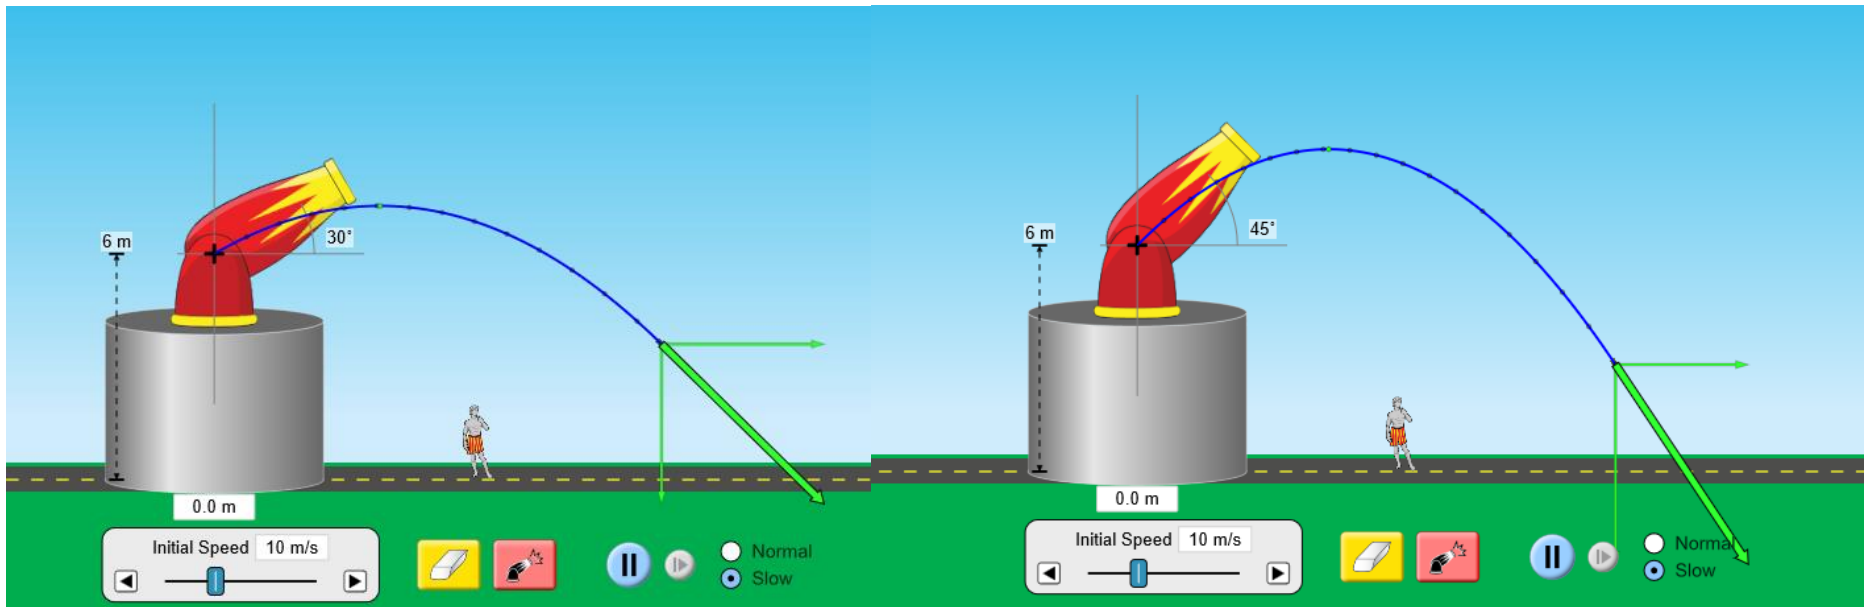 6 m
30°
0.0 m
Initial Speed 10 m/s
Normal
Slow
6 m
45°
0.0 m
Initial Speed 10 m/s
Normal
Slow